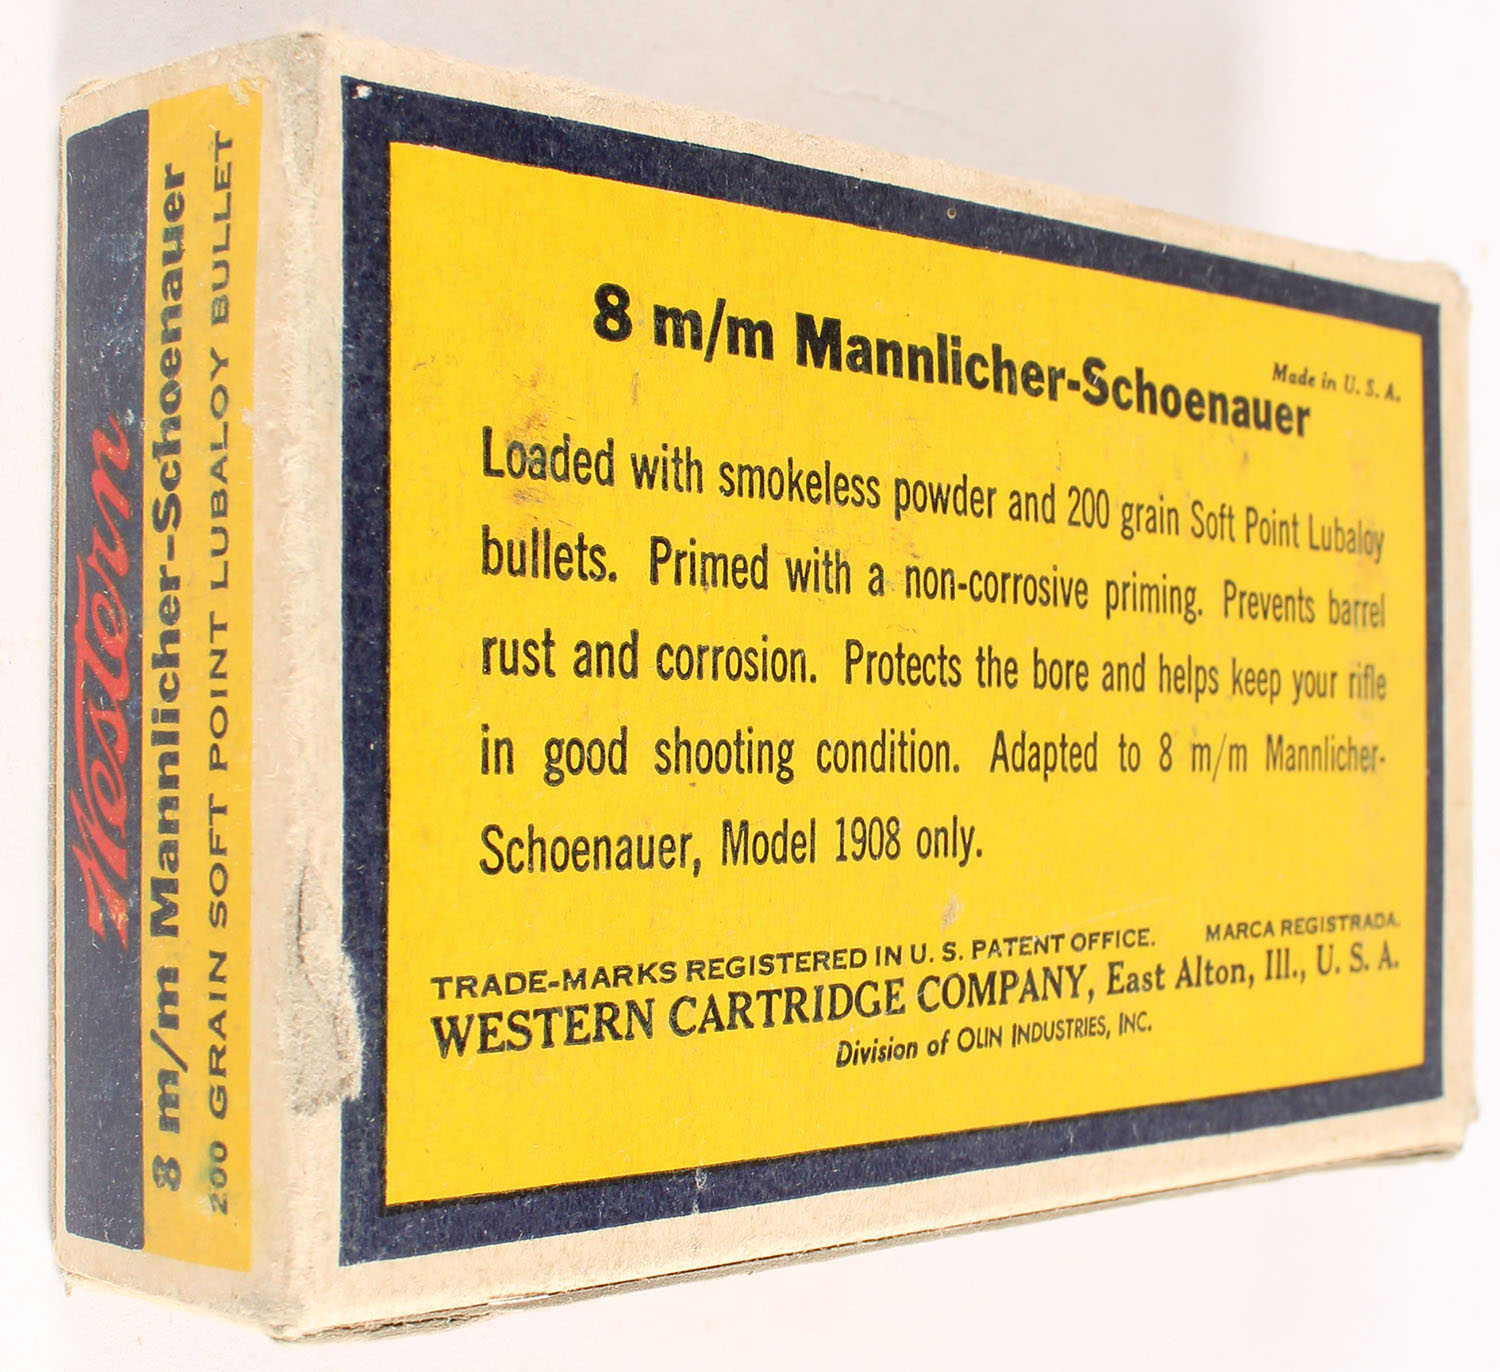 Western
8 m/m Mannlicher-Schoenauer
200 GRAIN SOFT POINT LUBALOY BULLET
8 m/m Mannlicher-Schoenauer
Made in U. S. A.
Loaded with smokeless powder and 200 grain Soft Point Lubaloy
bullets. Primed with a non-corrosive priming. Prevents barrel
rust and corrosion. Protects the bore and helps keep your rifle
in good shooting condition. Adapted to 8 m/m Mannlicher-
Schoenauer, Model 1908 only.
TRADE-MARKS REGISTERED IN U. S. PATENT OFFICE. MARCA REGISTRADA.
WESTERN CARTRIDGE COMPANY, East Alton, Ill., U. S. A.
Division of OLIN INDUSTRIES, INC.